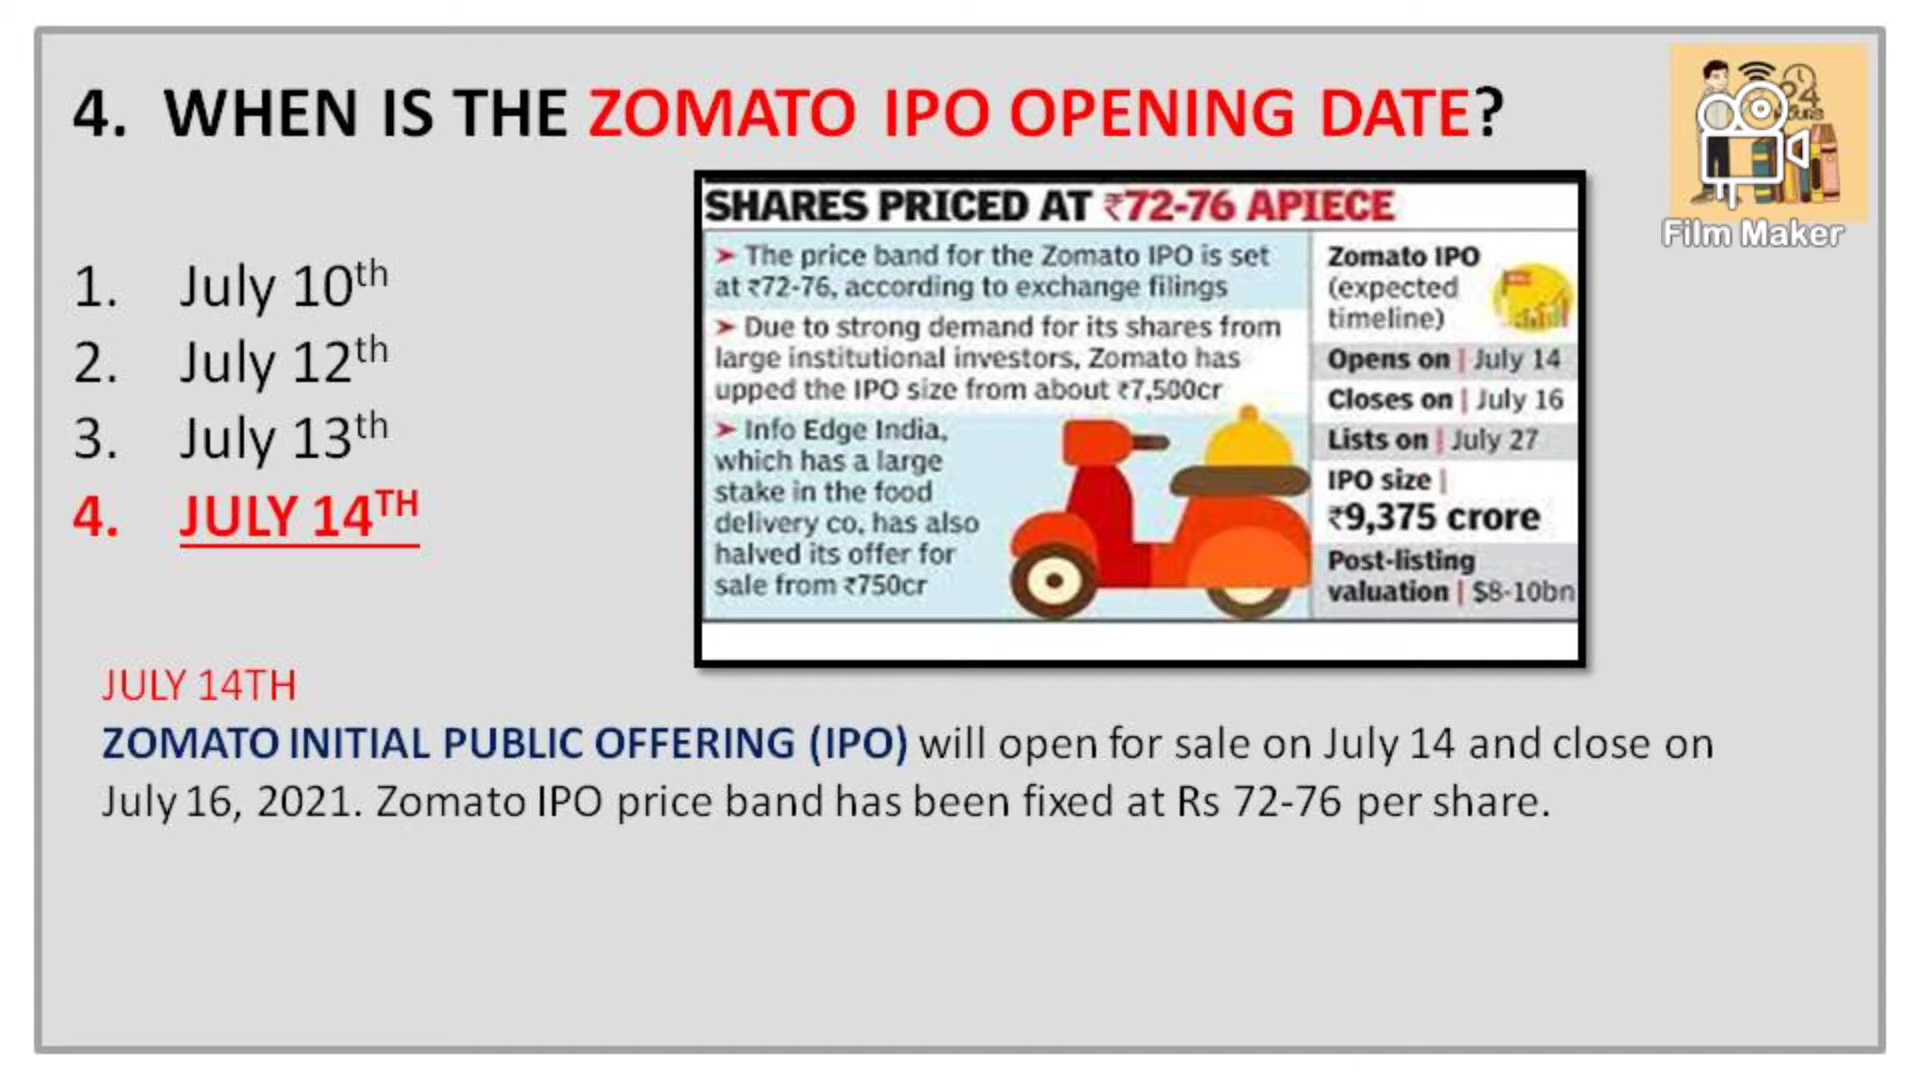 4. WHEN IS THE ZOMATO IPO OPENING DATE?
1. July 10th
2. July 12th
3. July 13th
4. JULY 14TH
SHARES PRICED AT ₹72-76 APIECE
➤ The price band for the Zomato IPO is set
at ₹72-76, according to exchange filings
➤ Due to strong demand for its shares from
large institutional investors, Zomato has
upped the IPO size from about ₹7,500cr
➤ Info Edge India,
which has a large
stake in the food
delivery co, has also
halved its offer for
sale from ₹750cr
Zomato IPO
(expected
timeline)
Opens on | July 14
Closes on | July 16
Lists on | July 27
IPO size |
₹9,375 crore
Post-listing
valuation | $8-10bn
24
Film Maker
JULY 14TH
ZOMATO INITIAL PUBLIC OFFERING (IPO) will open for sale on July 14 and close on
July 16, 2021. Zomato IPO price band has been fixed at Rs 72-76 per share.